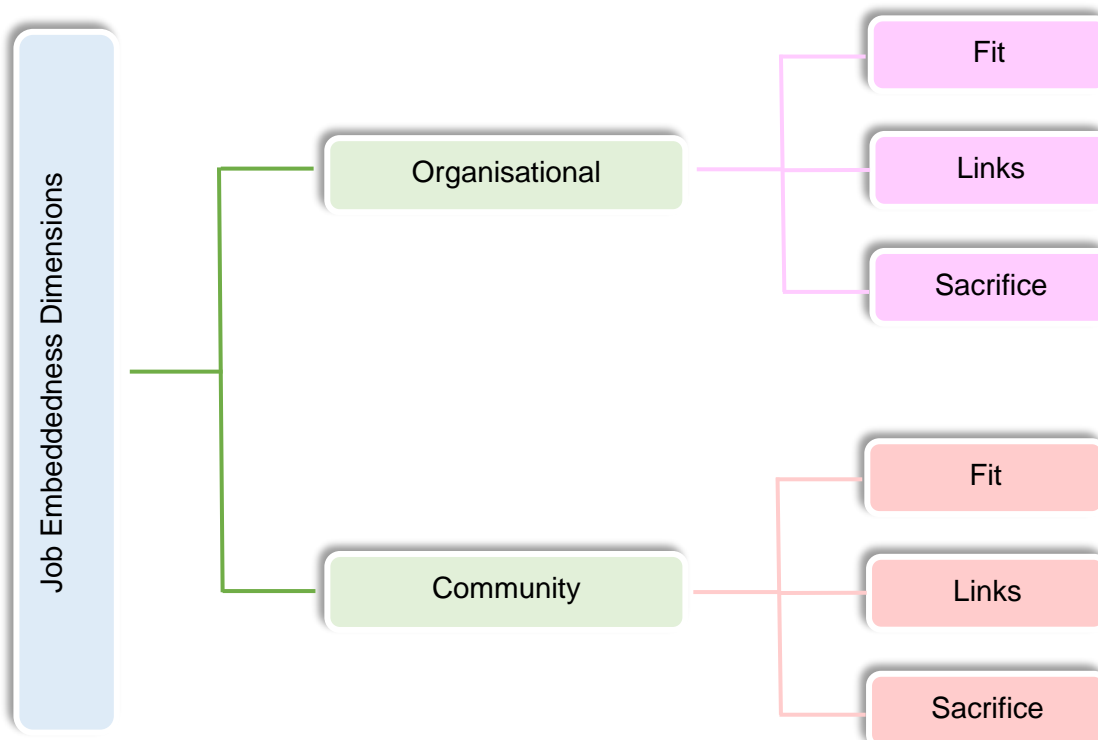 Job Embeddedness Dimensions
Organisational
Fit
Links
Sacrifice
Community
Fit
Links
Sacrifice